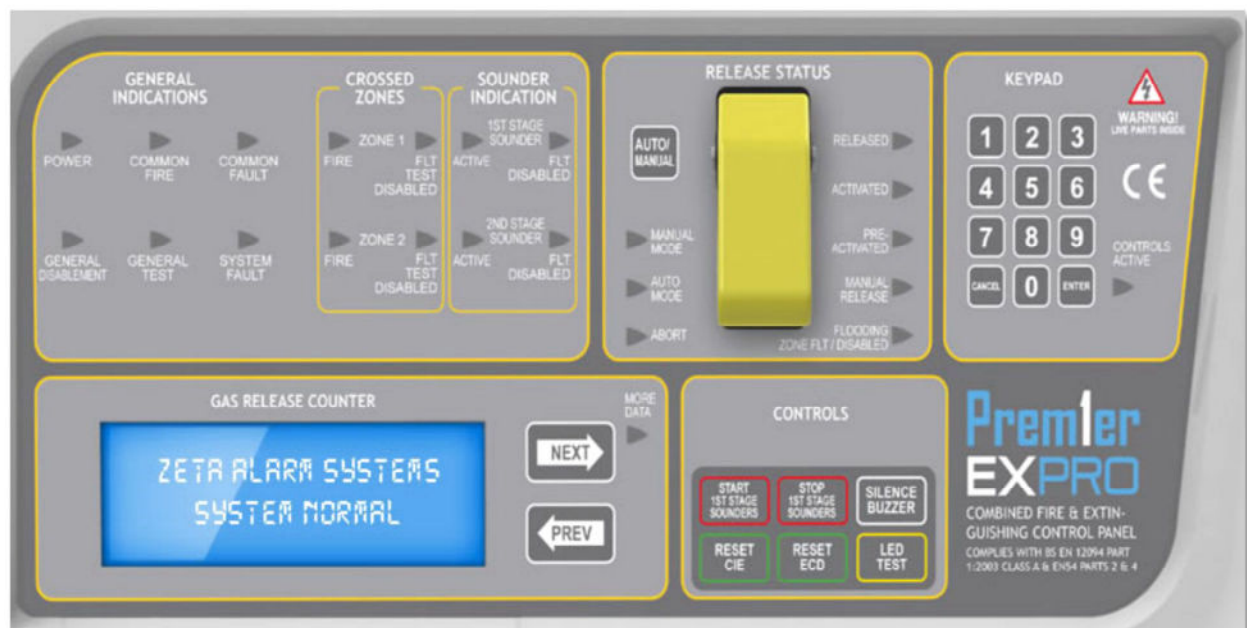 GENERAL
INDICATIONS
POWER
COMMON
FIRE
COMMON
FAULT
GENERAL
DISABLEMENT
GENERAL
TEST
SYSTEM
FAULT
CROSSED
ZONES
ZONE 1
FIRE
FLT
TEST
DISABLED
ZONE 2
FIRE
FLT
TEST
DISABLED
SOUNDER
INDICATION
1ST STAGE
SOUNDER
ACTIVE
FLT
DISABLED
2ND STAGE
SOUNDER
ACTIVE
FLT
DISABLED
RELEASE STATUS
AUTO/
MANUAL
MANUAL
MODE
AUTO
MODE
ABORT
RELEASED
ACTIVATED
PRE-
ACTIVATED
MANUAL
RELEASE
FLOODING
ZONE FLT / DISABLED
KEYPAD
1 2 3
4 5 6
7 8 9
CANCEL 0 ENTER
WARNING!
LIVE PARTS INSIDE
CE
CONTROLS
ACTIVE
GAS RELEASE COUNTER
ZETA ALARM SYSTEMS
SYSTEM NORMAL
MORE
DATA
NEXT
PREV
CONTROLS
START
1ST STAGE
SOUNDERS
STOP
1ST STAGE
SOUNDERS
SILENCE
BUZZER
RESET
CIE
RESET
ECD
LED
TEST
Prem1er
EXPRO
COMBINED FIRE & EXTIN-
GUISHING CONTROL PANEL
COMPLIES WITH BS EN 12094 PART
1:2003 CLASS A & EN54 PARTS 2 & 4